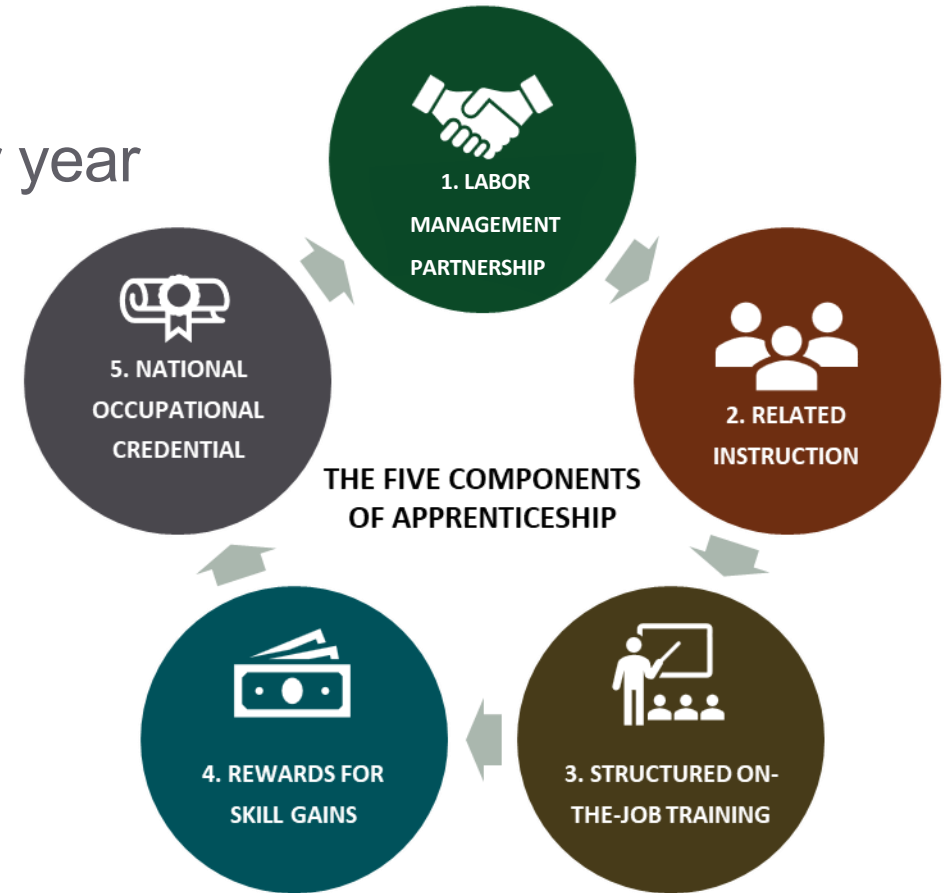 year
1. LABOR
MANAGEMENT
PARTNERSHIP
2. RELATED
INSTRUCTION
3. STRUCTURED ON-
THE-JOB TRAINING
4. REWARDS FOR
SKILL GAINS
5. NATIONAL
OCCUPATIONAL
CREDENTIAL
THE FIVE COMPONENTS
OF APPRENTICESHIP